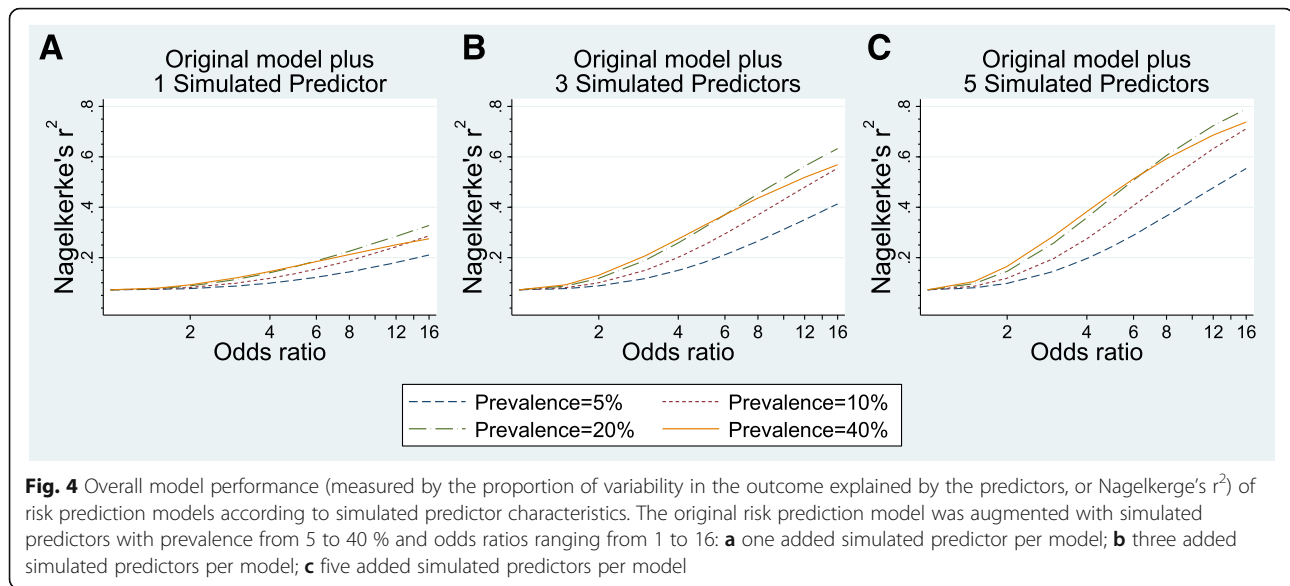 A
Original model plus
1 Simulated Predictor
Nagelkerke's r²
.8
.6
.4
.2
2 4 6 8 12 16
Odds ratio
B
Original model plus
3 Simulated Predictors
Nagelkerke's r²
.8
.6
.4
.2
2 4 6 8 12 16
Odds ratio
C
Original model plus
5 Simulated Predictors
Nagelkerke's r²
.8
.6
.4
.2
2 4 6 8 12 16
Odds ratio
Prevalence=5% Prevalence=10%
Prevalence=20% Prevalence=40%
Fig. 4 Overall model performance (measured by the proportion of variability in the outcome explained by the predictors, or Nagelkerge's r²) of
risk prediction models according to simulated predictor characteristics. The original risk prediction model was augmented with simulated
predictors with prevalence from 5 to 40 % and odds ratios ranging from 1 to 16: a one added simulated predictor per model; b three added
simulated predictors per model; c five added simulated predictors per model